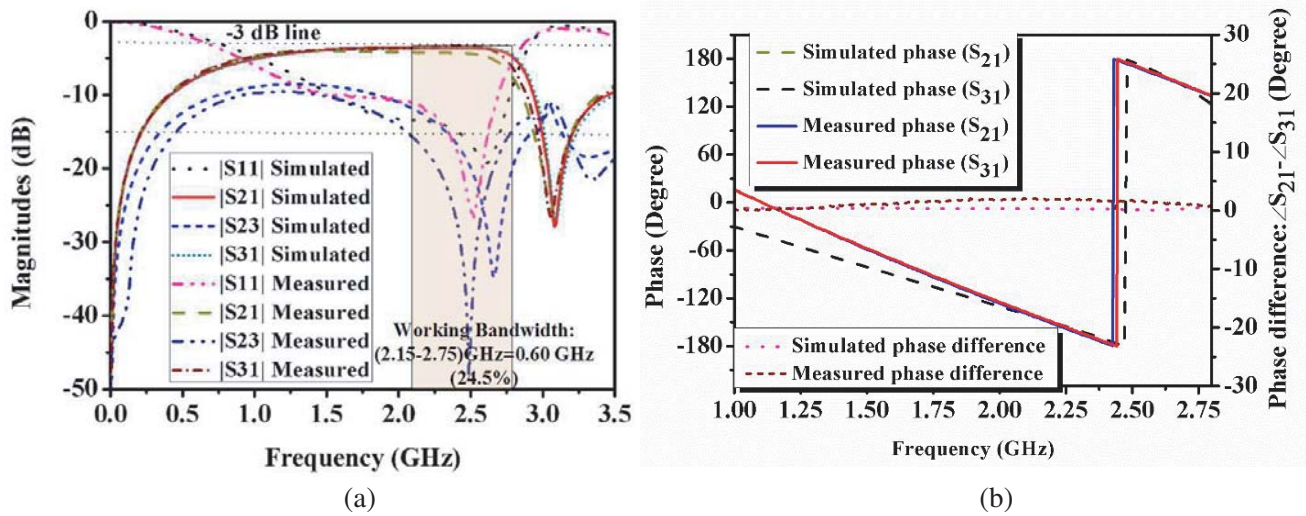 0
-10
-20
-30
-40
-50
Magnitudes (dB)
-3 dB line
|S11| Simulated
|S21| Simulated
|S23| Simulated
|S31| Simulated
|S11| Measured
|S21| Measured
|S23| Measured
|S31| Measured
Working Bandwidth:
(2.15-2.75)GHz=0.60 GHz
(24.5%)
0.0 0.5 1.0 1.5 2.0 2.5 3.0 3.5
Frequency (GHz)
(a)
180
120
60
0
-60
-120
-180
Phase (Degree)
Simulated phase (S21)
Simulated phase (S31)
Measured phase (S21)
Measured phase (S31)
Simulated phase difference
Measured phase difference
30
20
10
0
-10
-20
-30
Phase difference:∠S21-∠S31 (Degree)
1.00 1.25 1.50 1.75 2.00 2.25 2.50 2.75
Frequency (GHz)
(b)